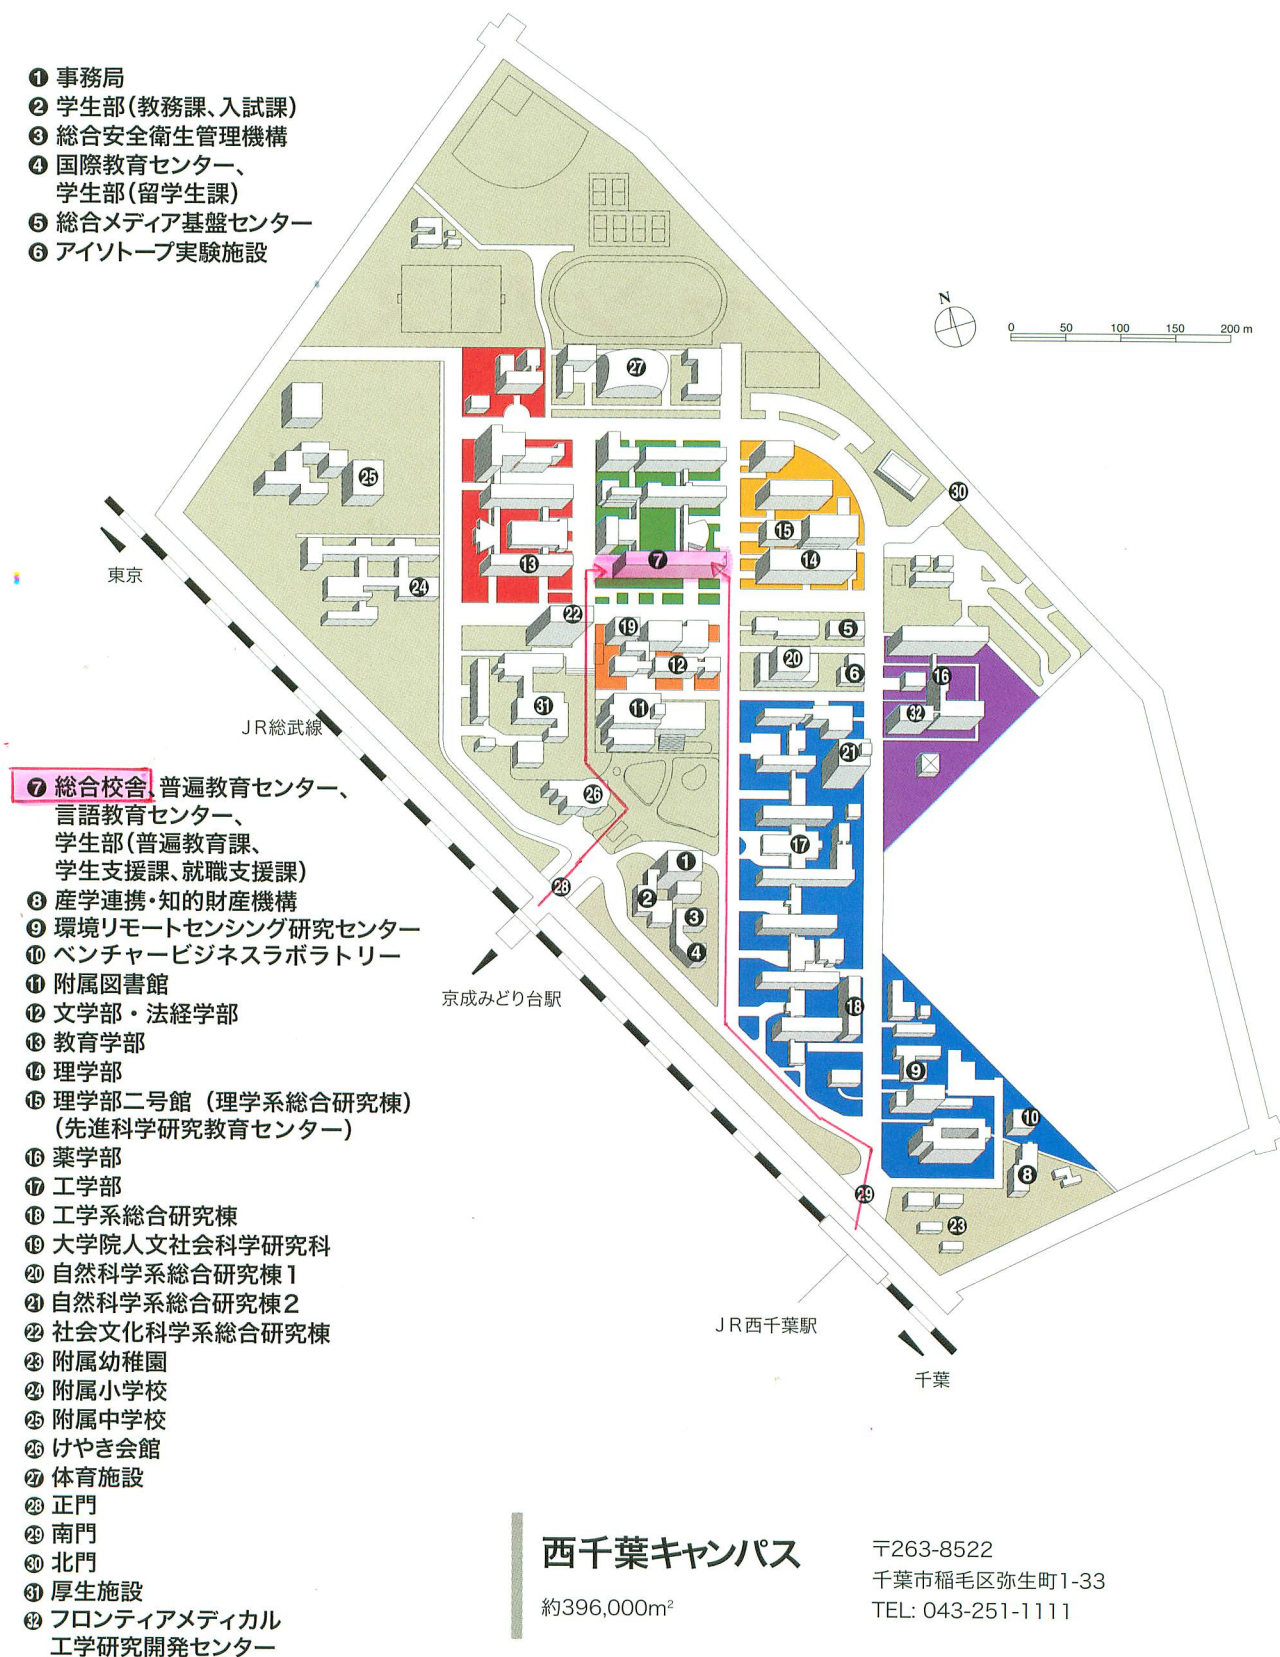 ❶ 事務局
❷ 学生部(教務課、入試課)
❸ 総合安全衛生管理機構
❹ 国際教育センター、
学生部(留学生課)
❺ 総合メディア基盤センター
❻ アイソトープ実験施設
N
0 50 100 150 200 m
㉗
㉚
㉕
⓯
❼
⓮
⓭
東京
㉔
㉒
⓳
❺
⓬
⓴
❻
⓰
㉛
⓫
㉜
JR総武線
㉑
❼ 総合校舎、普遍教育センター、
言語教育センター、
学生部(普遍教育課、
学生支援課、就職支援課)
❽ 産学連携・知的財産機構
❾ 環境リモートセンシング研究センター
❿ ベンチャービジネスラボラトリー
⓫ 附属図書館
⓬ 文学部・法経学部
⓭ 教育学部
⓮ 理学部
⓯ 理学部二号館 (理学系総合研究棟)
(先進科学研究教育センター)
⓰ 薬学部
⓱ 工学部
⓲ 工学系総合研究棟
⓳ 大学院人文社会科学研究科
⓴ 自然科学系総合研究棟1
㉑ 自然科学系総合研究棟2
㉒ 社会文化科学系総合研究棟
㉓ 附属幼稚園
㉔ 附属小学校
㉕ 附属中学校
㉖ けやき会館
㉗ 体育施設
㉘ 正門
㉙ 南門
㉚ 北門
㉛ 厚生施設
㉜ フロンティアメディカル
工学研究開発センター
㉖
⓱
❶
㉘
❷
❸
❹
京成みどり台駅
⓲
❾
❿
❽
㉙
㉓
JR西千葉駅
千葉
西千葉キャンパス
約396,000m²
〒263-8522
千葉市稲毛区弥生町1-33
TEL: 043-251-1111